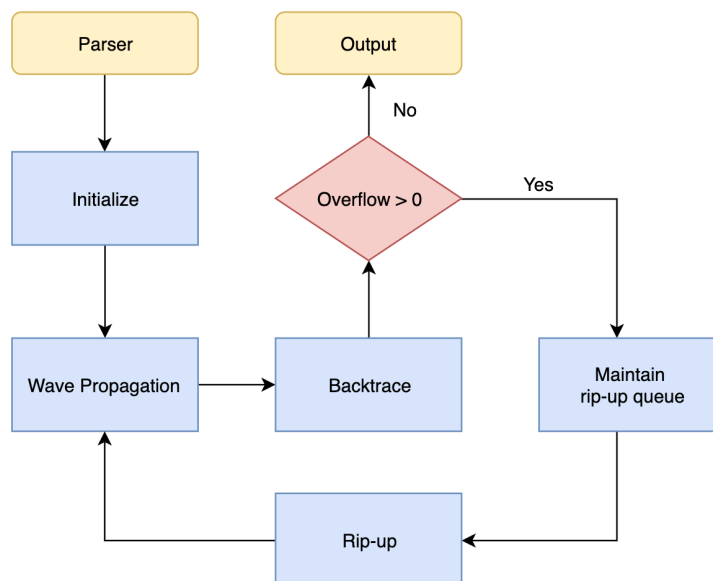 Parser
Output
No
Initialize
Overflow > 0
Yes
Wave Propagation
Backtrace
Maintain
rip-up queue
Rip-up